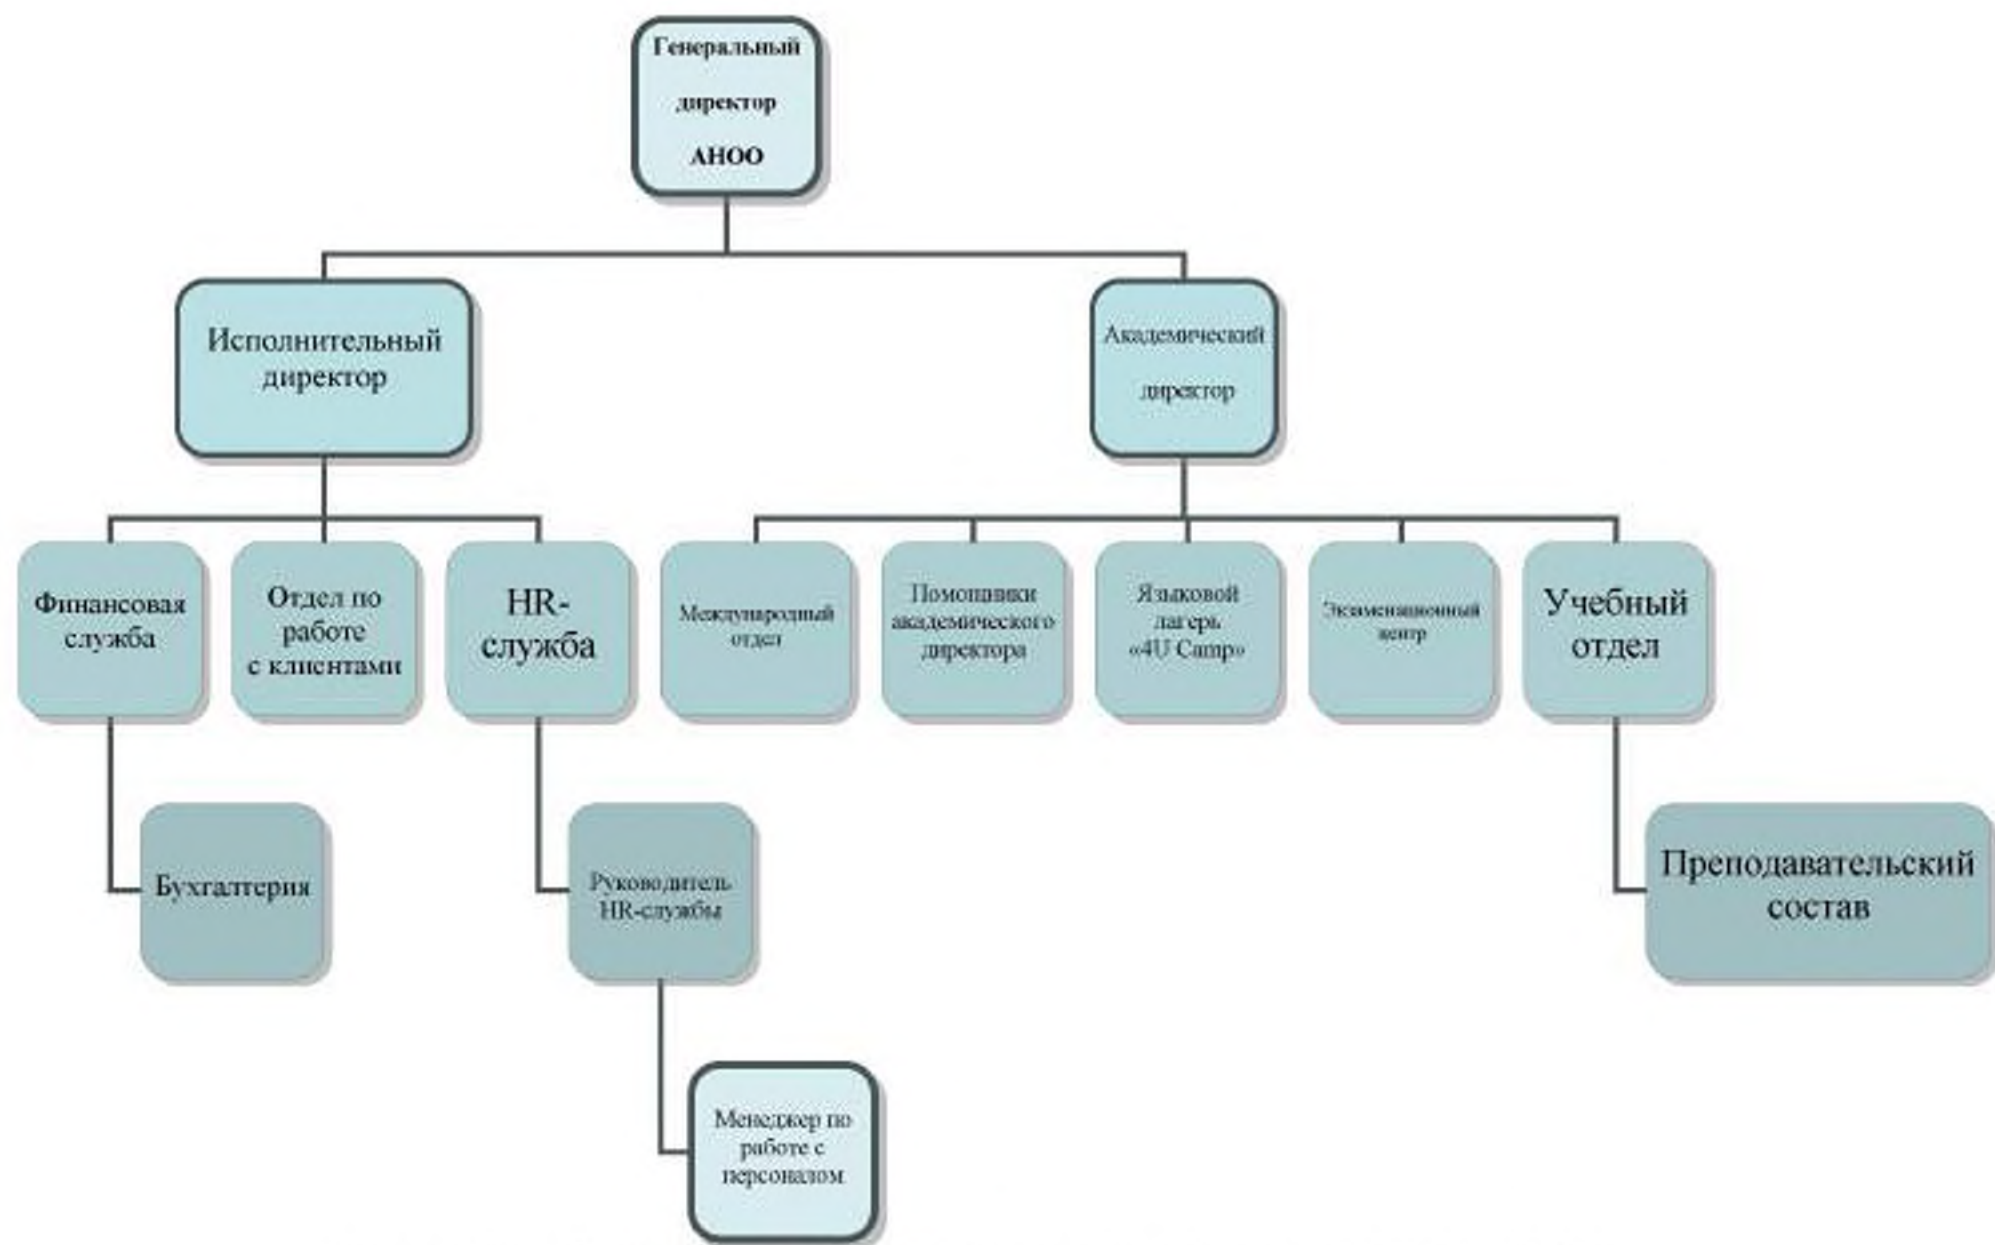 Генеральный
директор
АНОО
Исполнительный
директор
Академический
директор
Финансовая
служба
Отдел по
работе
с клиентами
HR-
служба
Международный
отдел
Помощники
академического
директора
Языковой
лагерь
«4U Camp»
Экзаменационный
центр
Учебный
отдел
Бухгалтерия
Руководитель
HR-службы
Преподавательский
состав
Менеджер по
работе с
персоналом